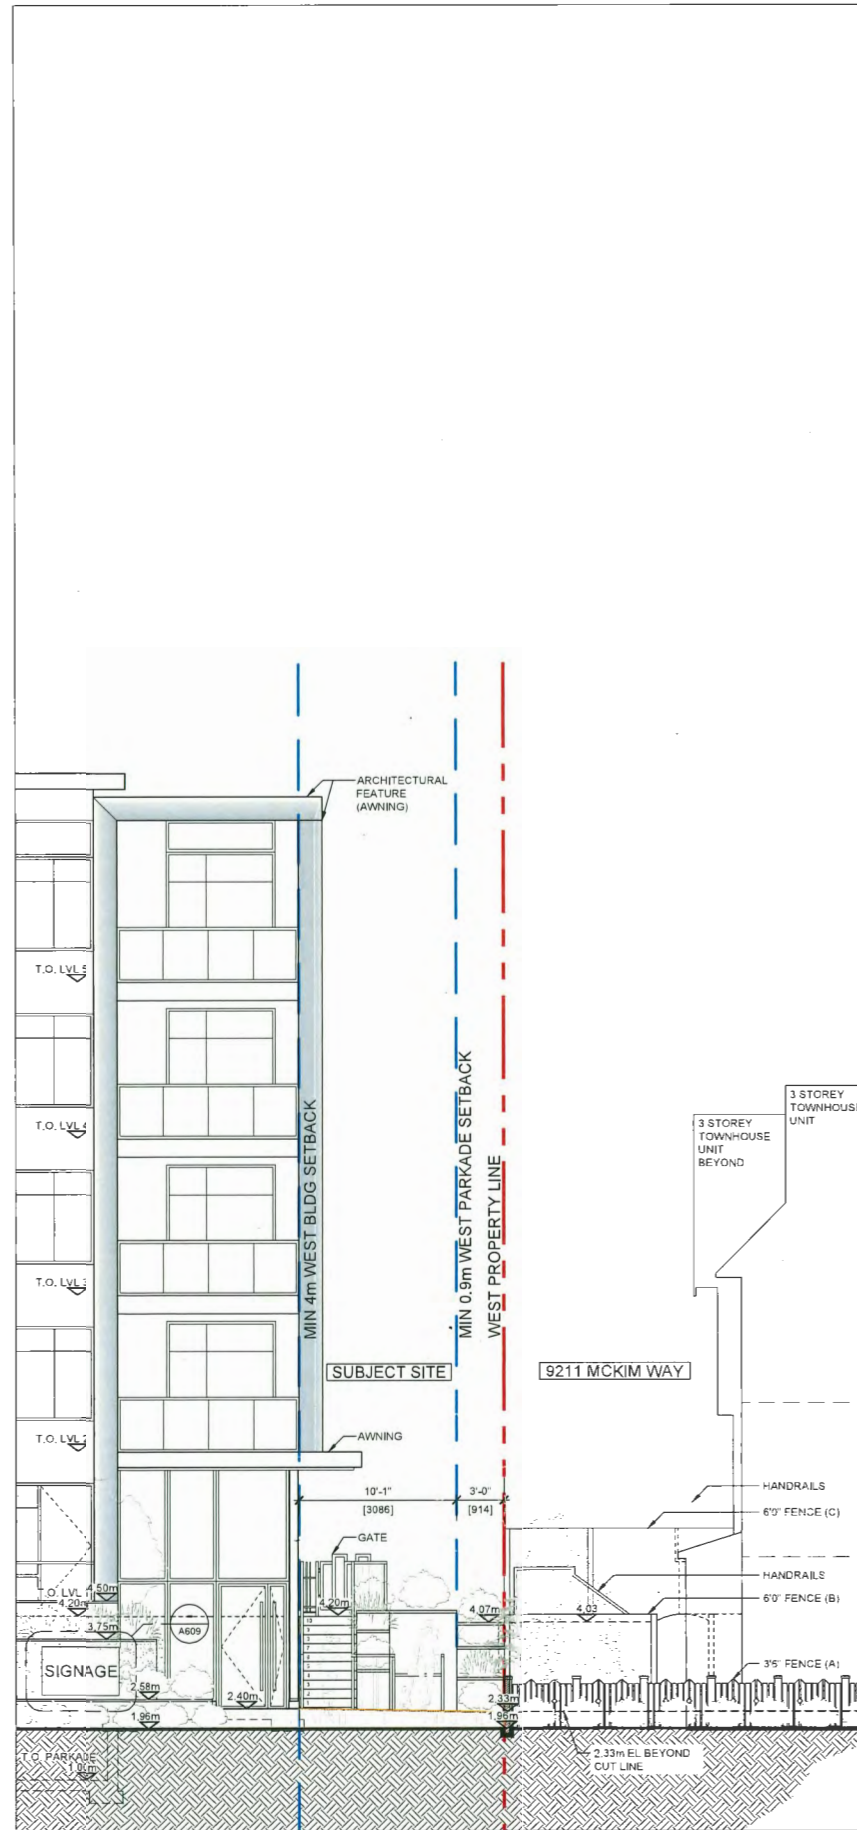 ARCHITECTURAL
FEATURE
(AWNING)
T.O. LVL 5
MIN 4m WEST BLDG SETBACK
MIN 0.9m WEST PARKADE SETBACK
WEST PROPERTY LINE
3 STOREY
TOWNHOUSE
UNIT
3 STOREY
TOWNHOUSE
UNIT
BEYOND
T.O. LVL 4
T.O. LVL 3
SUBJECT SITE
9211 MCKIM WAY
T.O. LVL 2
AWNING
10'-1"
[3086]
3'-0"
[914]
HANDRAILS
6'0" FENCE (C)
GATE
HANDRAILS
T.O. LVL
4.50m
4.20m
4.20m
4.07m
4.03
6'0" FENCE (B)
3.75m
A609
SIGNAGE
3'5" FENCE (A)
2.58m
2.40m
2.33m
1.96m
1.96m
2.33m EL BEYOND
CUT LINE
T.O. PARKADE